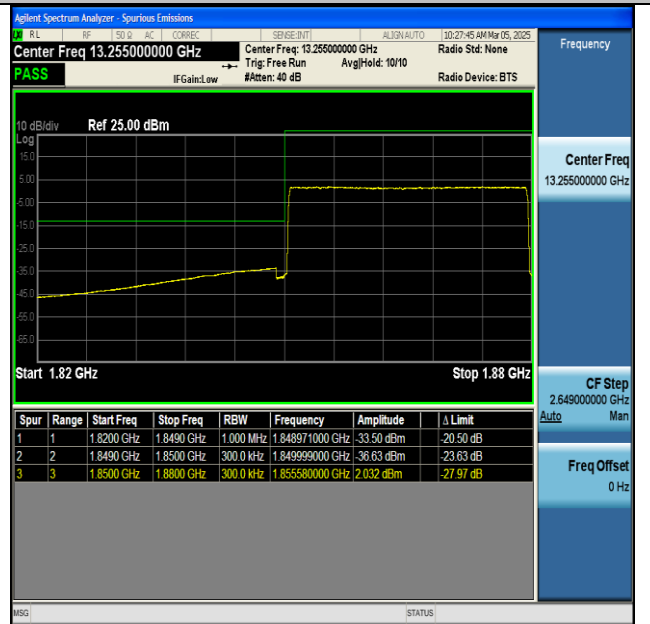 Agilent Spectrum Analyzer - Spurious Emissions
RL RF 50 Ω AC CORREC SENSE:INT ALIGN AUTO 10:27:45 AM Mar 05, 2025
Center Freq 13.255000000 GHz
Center Freq: 13.255000000 GHz
Radio Std: None
Trig: Free Run Avg|Hold: 10/10
PASS
IFGain:Low
#Atten: 40 dB
Radio Device: BTS
10 dB/div Ref 25.00 dBm
Log
15.0
5.00
-5.00
-15.0
-25.0
-35.0
-45.0
-55.0
-65.0
Start 1.82 GHz
Stop 1.88 GHz
Spur Range Start Freq Stop Freq RBW Frequency Amplitude Δ Limit
1 1 1.8200 GHz 1.8490 GHz 1.000 MHz 1.848971000 GHz -33.50 dBm -20.50 dB
2 2 1.8490 GHz 1.8500 GHz 300.0 kHz 1.849999000 GHz -36.63 dBm -23.63 dB
3 3 1.8500 GHz 1.8800 GHz 300.0 kHz 1.855580000 GHz 2.032 dBm -27.97 dB
MSG
STATUS
Frequency
Center Freq
13.255000000 GHz
CF Step
2.649000000 GHz
Auto Man
Freq Offset
0 Hz